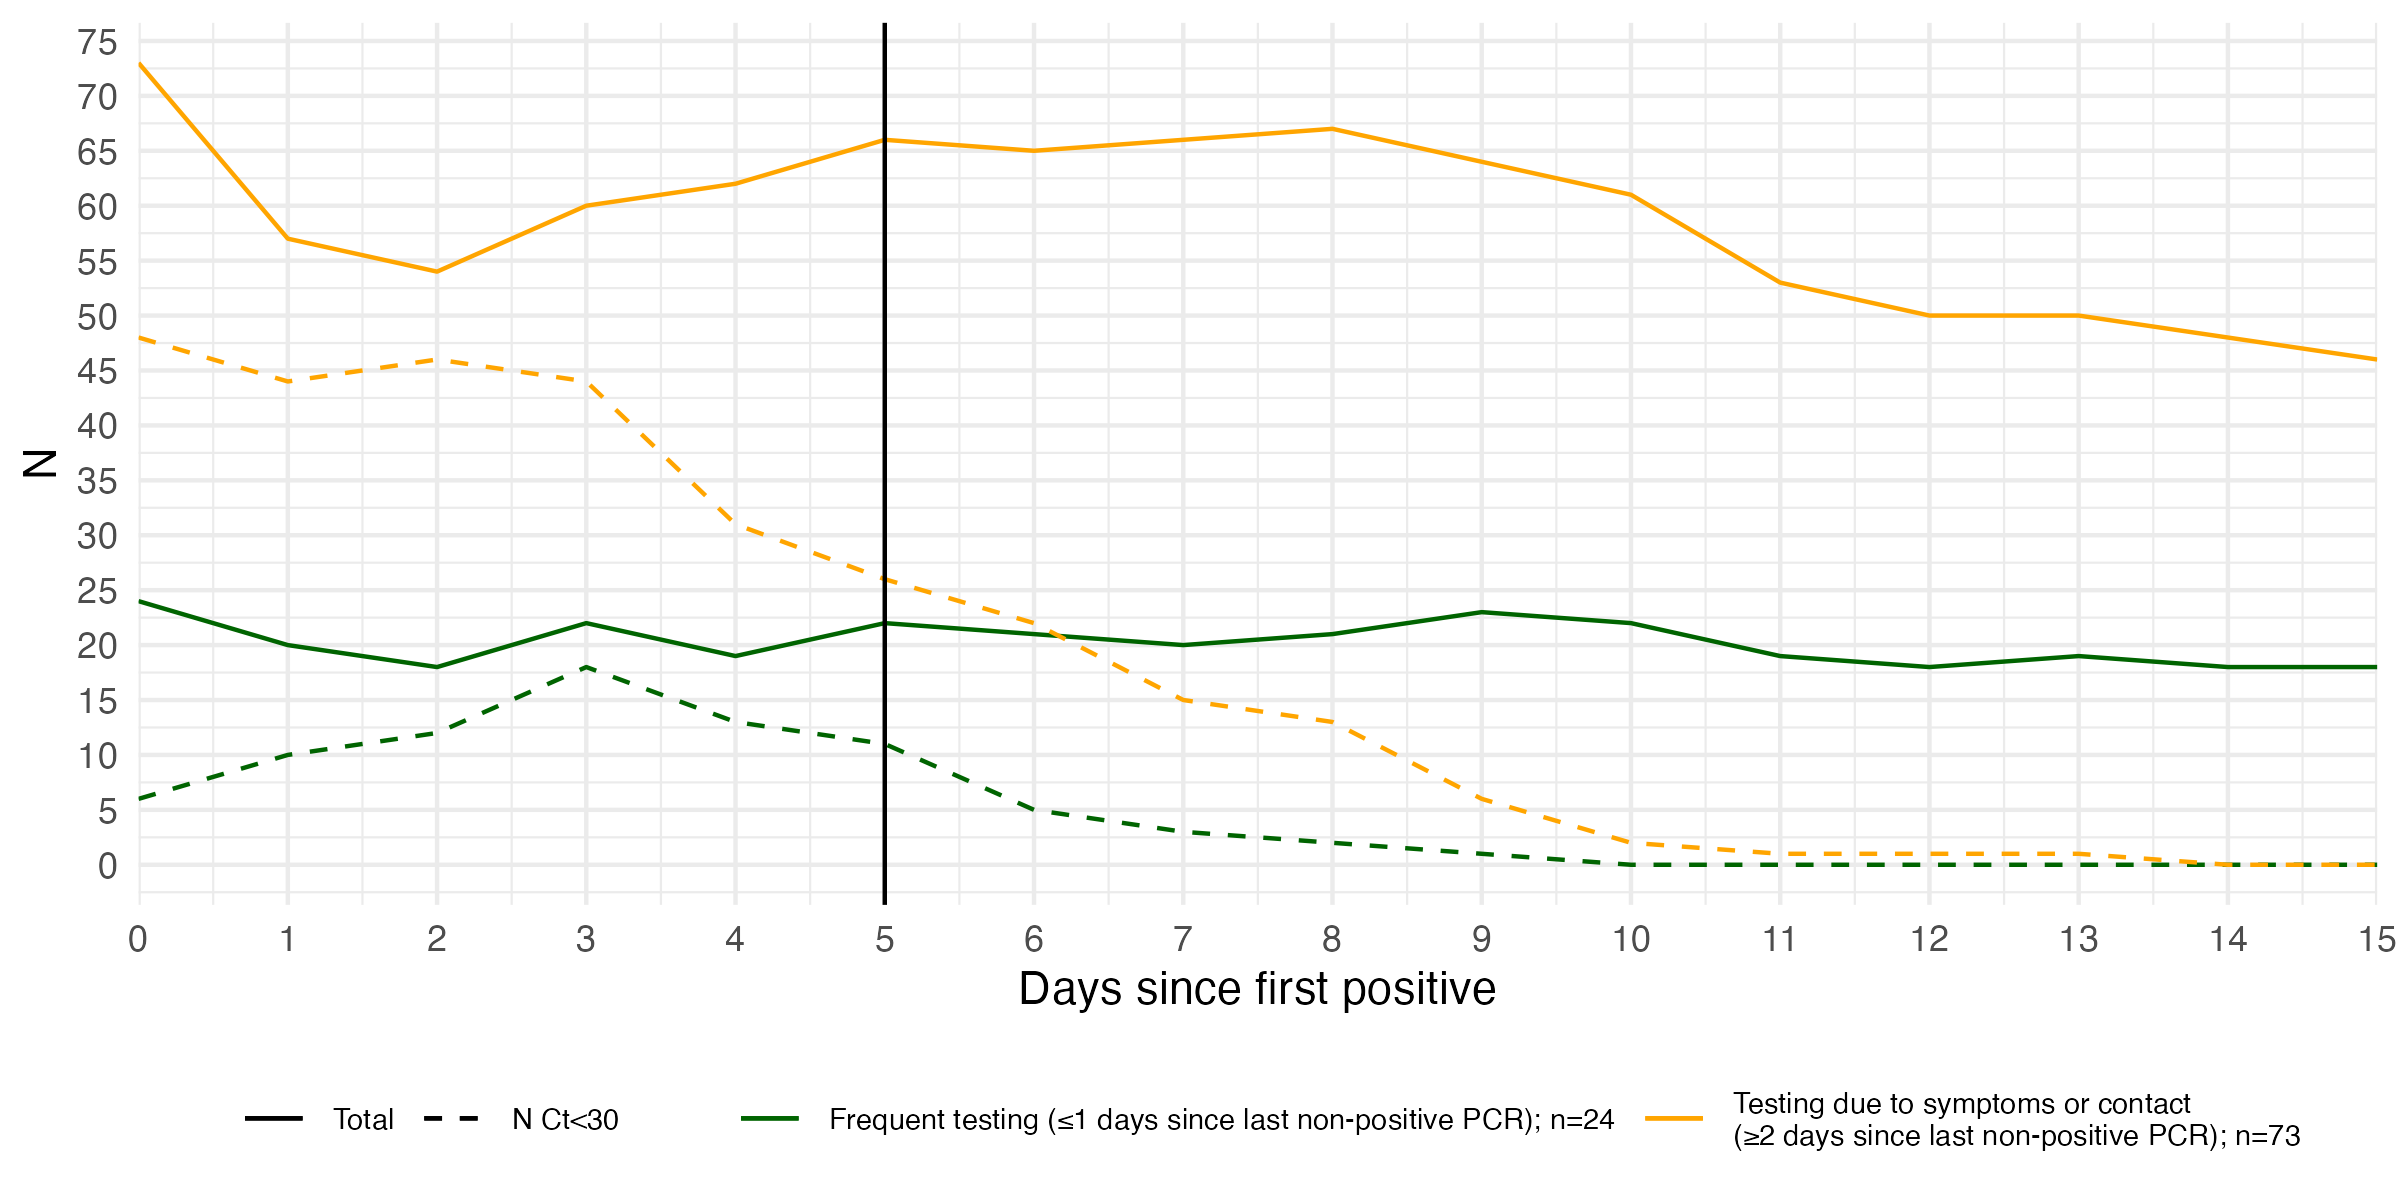 75
70
65
60
55
50
45
40
35
30
25
20
15
10
5
0
N
0 1 2 3 4 5 6 7 8 9 10 11 12 13 14 15
Days since first positive
Total N Ct<30 Frequent testing (≤1 days since last non-positive PCR); n=24
Testing due to symptoms or contact
(≥2 days since last non-positive PCR); n=73